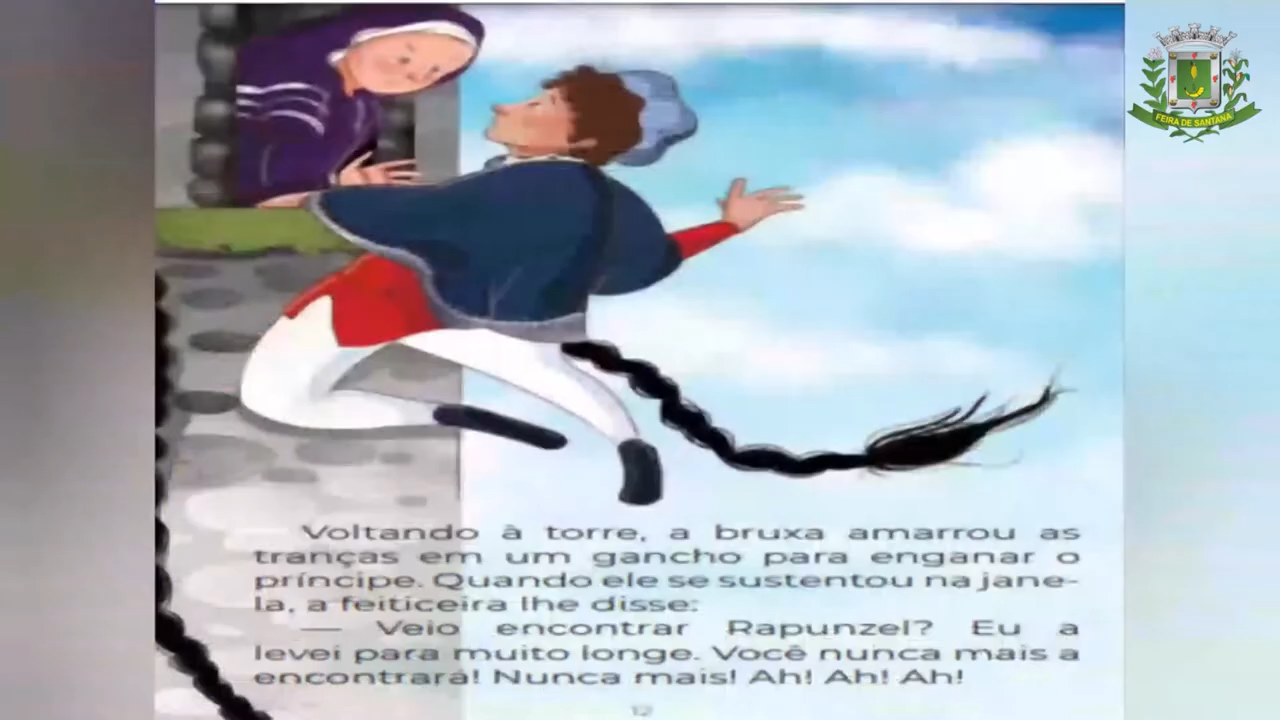 FEIRA DE SANTANA
Voltando à torre, a bruxa amarrou as
tranças em um gancho para enganar o
príncipe. Quando ele se sustentou na jane-
la, a feiticeira lhe disse:
— Veio encontrar Rapunzel? Eu a
levei para muito longe. Você nunca mais a
encontrará! Nunca mais! Ah! Ah! Ah!
12